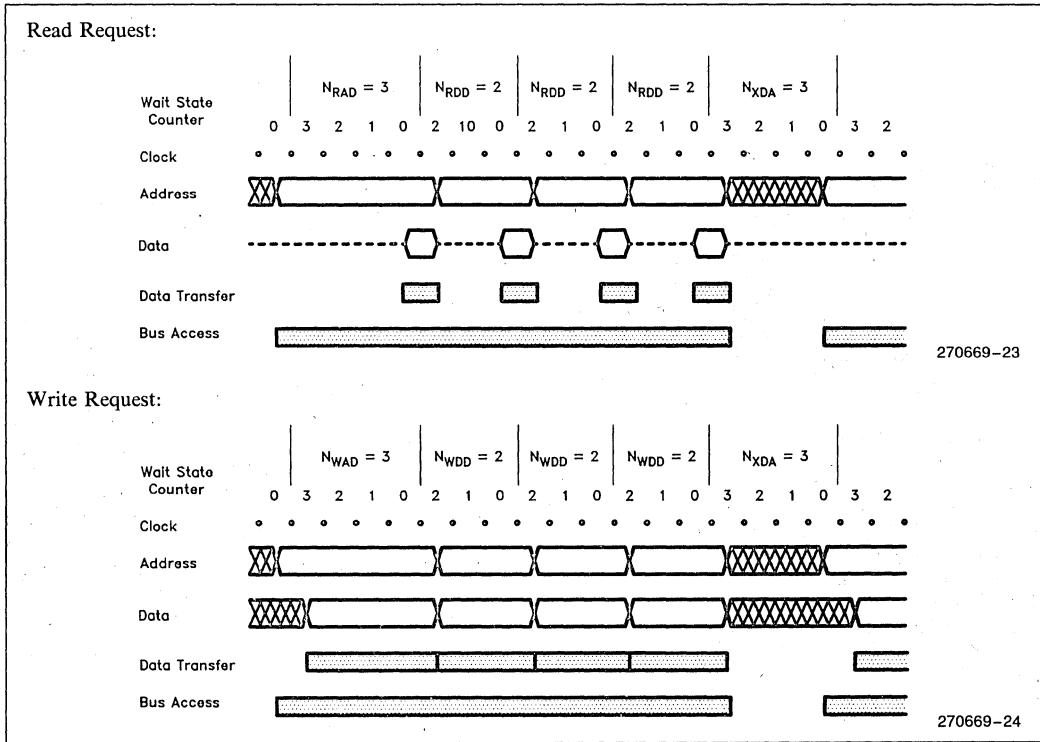 Read Request:
N_RAD = 3 N_RDD = 2 N_RDD = 2 N_RDD = 2 N_XDA = 3
Wait State
Counter 0 3 2 1 0 2 10 0 2 1 0 2 1 0 3 2 1 0 3 2
Clock
Address
Data
Data Transfer
Bus Access
270669-23
Write Request:
N_WAD = 3 N_WDD = 2 N_WDD = 2 N_WDD = 2 N_XDA = 3
Wait State
Counter 0 3 2 1 0 2 1 0 2 1 0 2 1 0 3 2 1 0 3 2
Clock
Address
Data
Data Transfer
Bus Access
270669-24